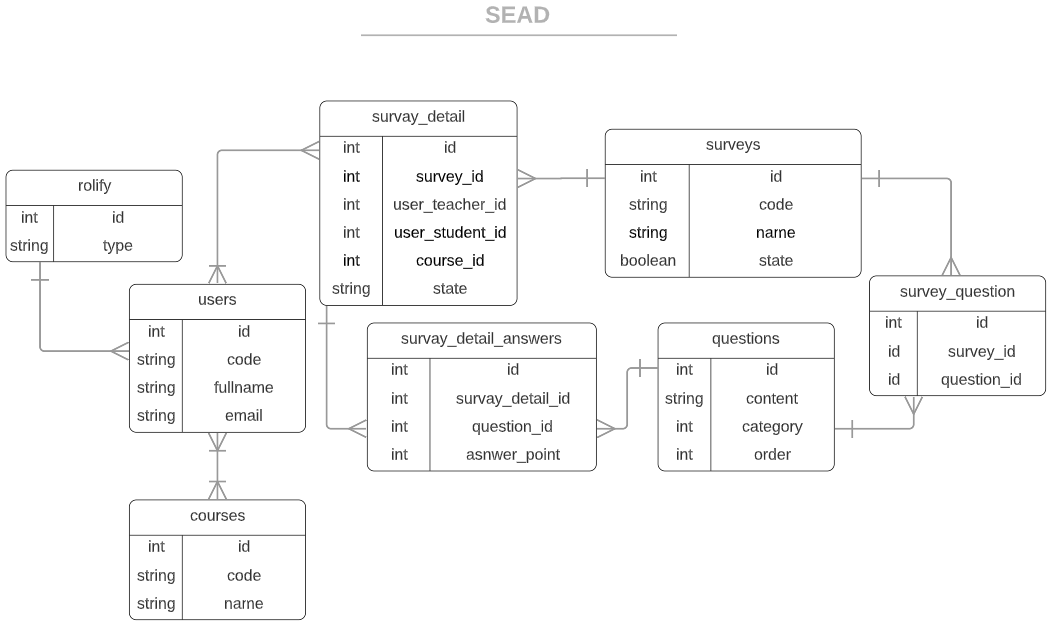 SEAD
survay_detail
int id
int survey_id
int user_teacher_id
int user_student_id
int course_id
string state
surveys
int id
string code
string name
boolean state
rolify
int id
string type
users
int id
string code
string fullname
string email
survey_question
int id
id survey_id
id question_id
survay_detail_answers
int id
int survay_detail_id
int question_id
int asnwer_point
questions
int id
string content
int category
int order
courses
int id
string code
string name